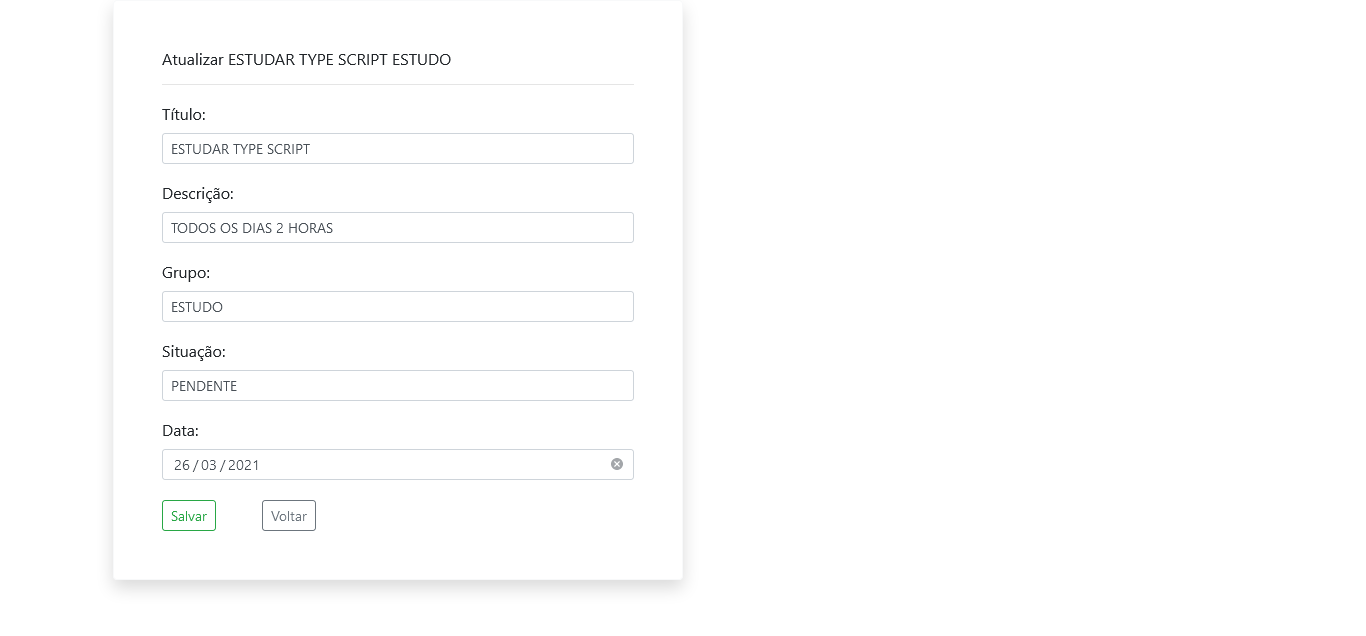 Atualizar ESTUDAR TYPE SCRIPT ESTUDO
Título:
ESTUDAR TYPE SCRIPT
Descrição:
TODOS OS DIAS 2 HORAS
Grupo:
ESTUDO
Situação:
PENDENTE
Data:
26 / 03 / 2021
Salvar Voltar